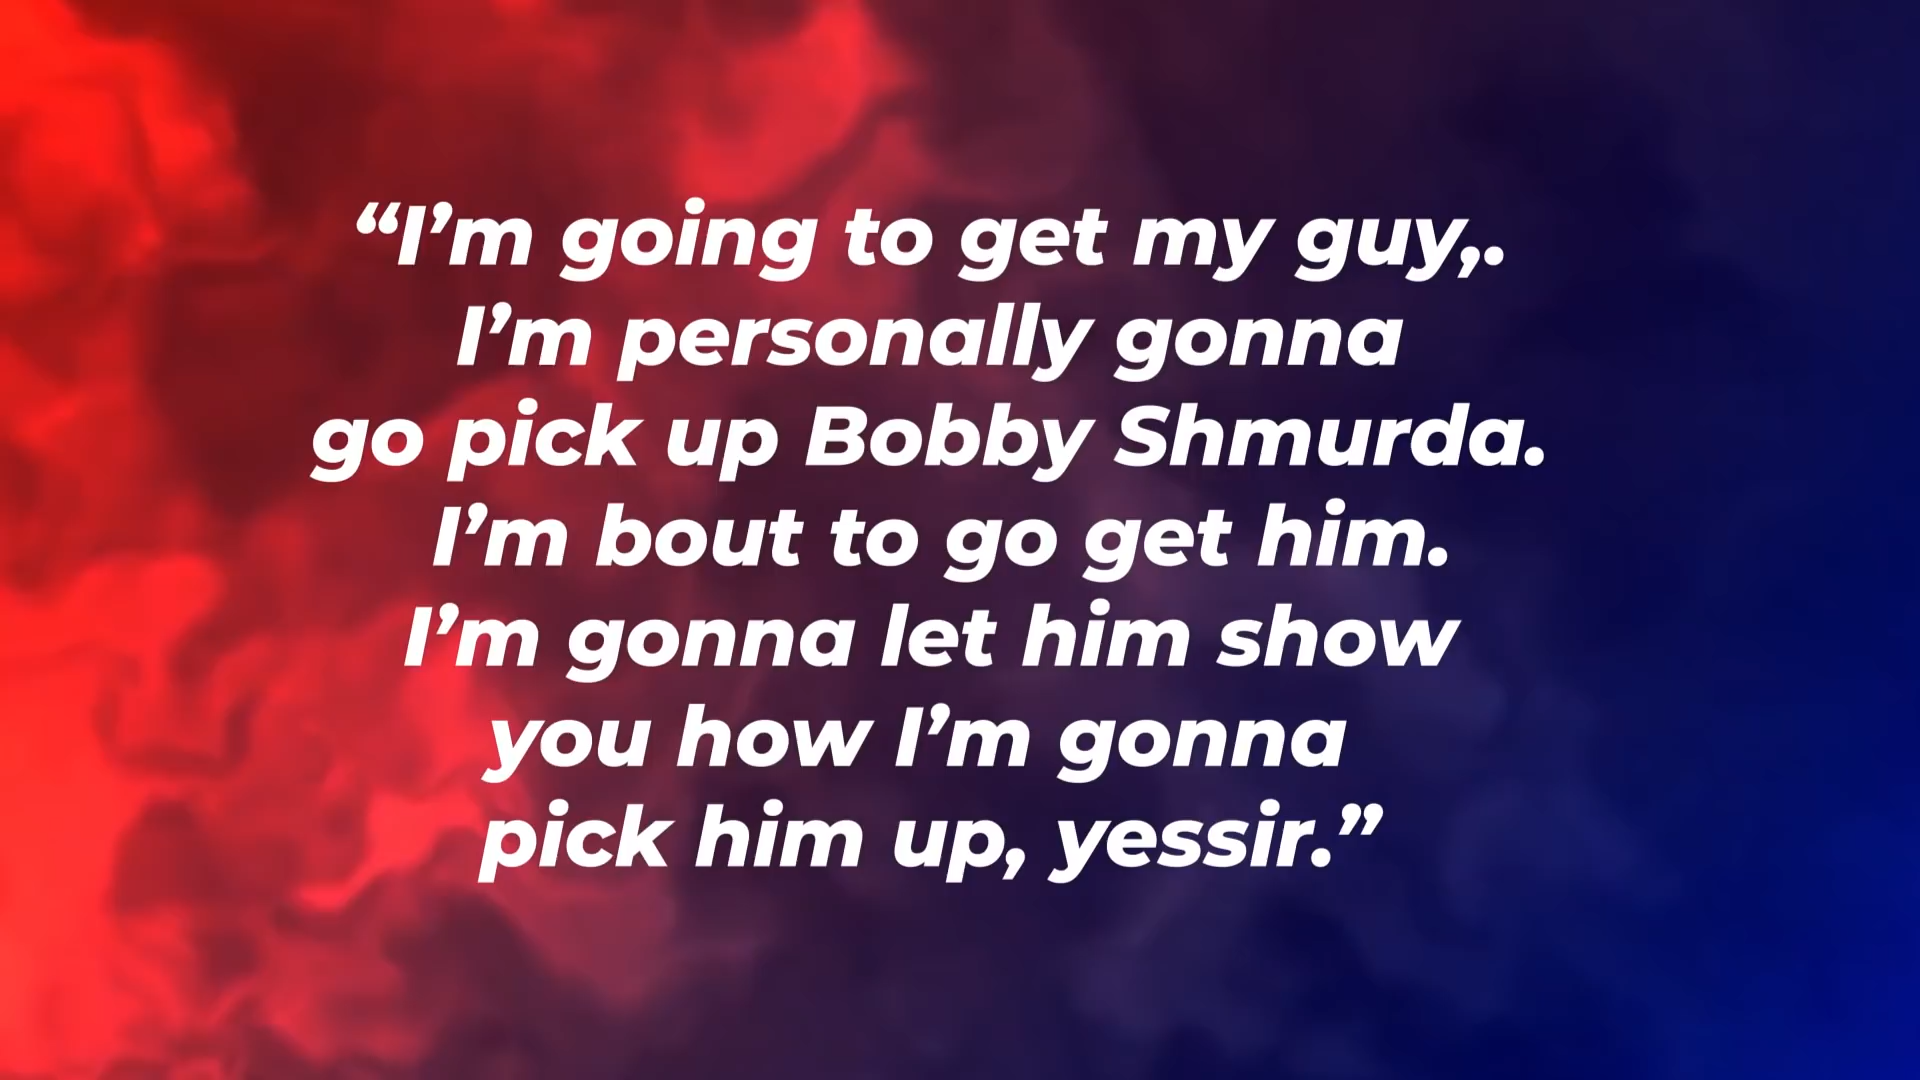 “I’m going to get my guy,.
I’m personally gonna
go pick up Bobby Shmurda.
I’m bout to go get him.
I’m gonna let him show
you how I’m gonna
pick him up, yessir.”